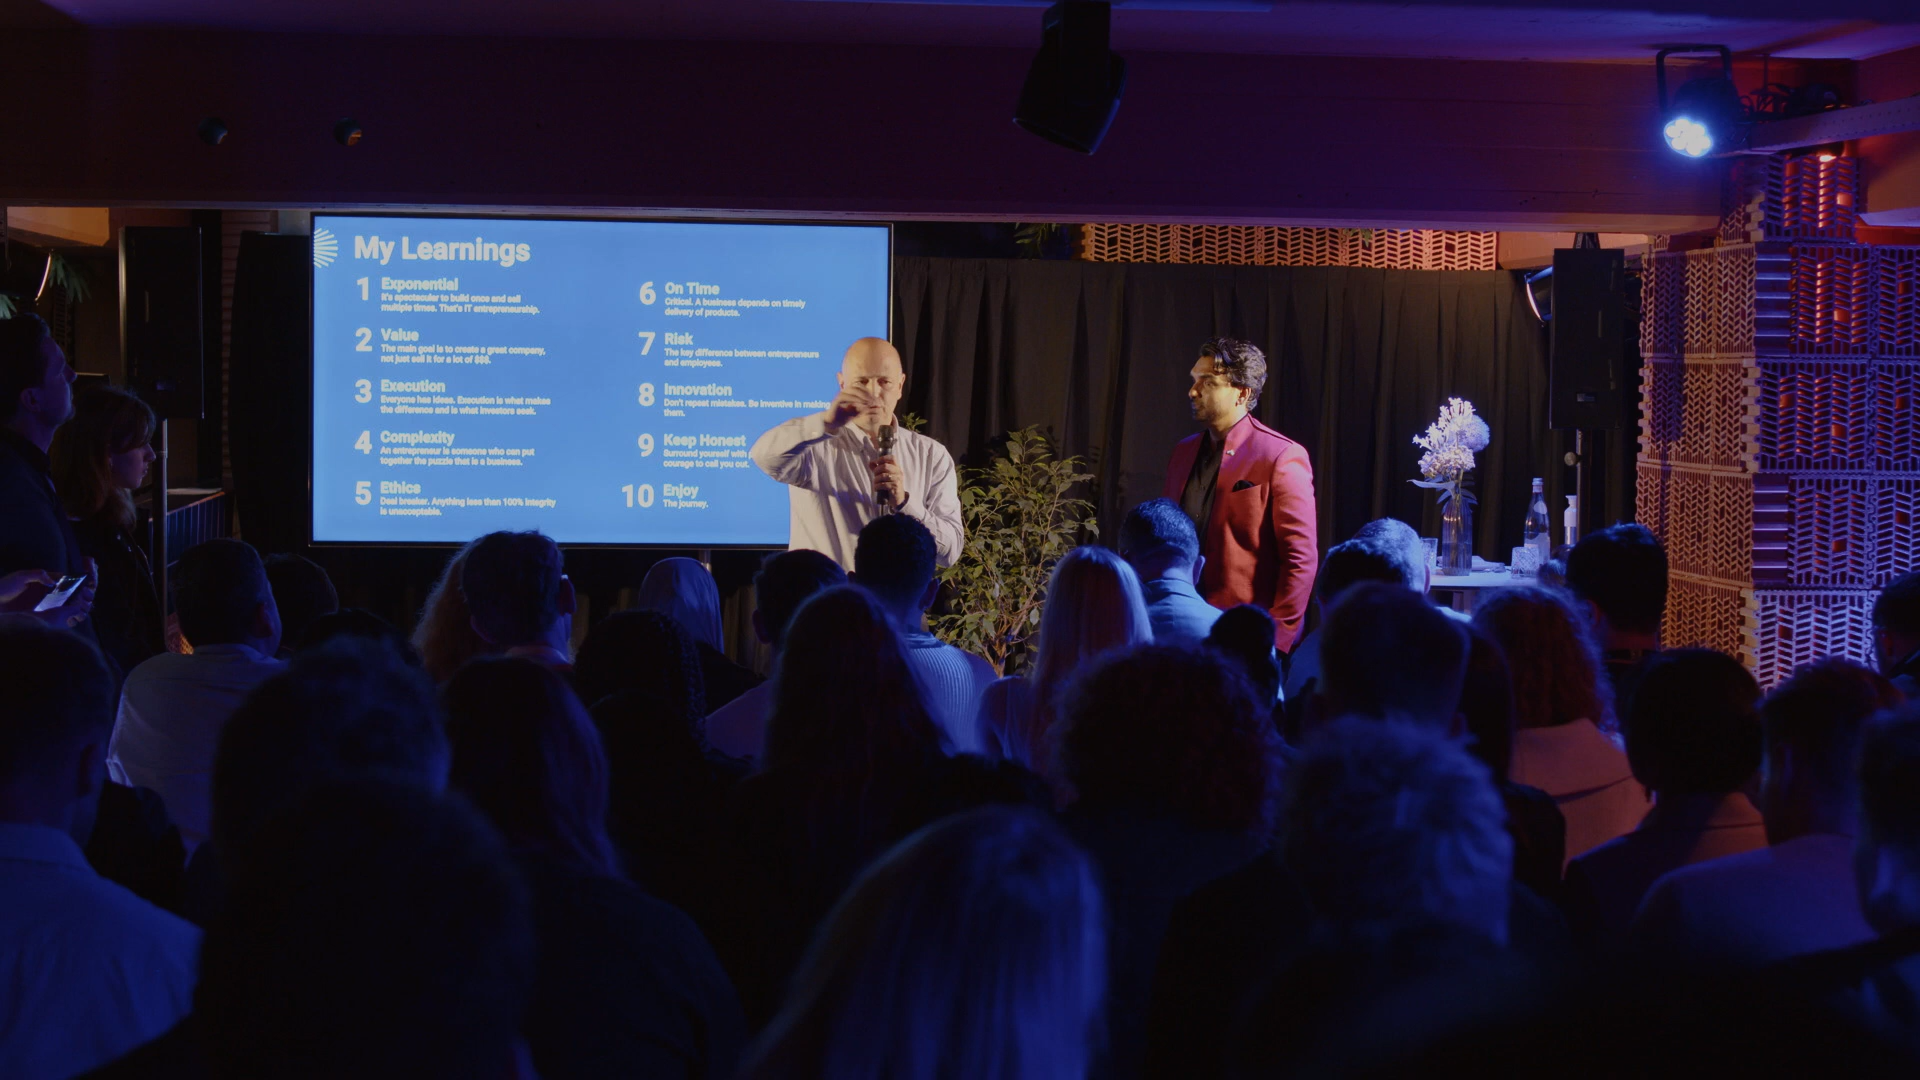 My Learnings
1 Exponential
It's spectacular to build once and sell
multiple times. That's IT entrepreneurship.
2 Value
The main goal is to create a great company,
not just sell it for a lot of $$$.
3 Execution
Everyone has ideas. Execution is what makes
the difference and is what investors seek.
4 Complexity
An entrepreneur is someone who can put
together the puzzle that is a business.
5 Ethics
Deal breaker. Anything less than 100% integrity
is unacceptable.
6 On Time
Critical. A business depends on timely
delivery of products.
7 Risk
The key difference between entrepreneurs
and employees.
8 Innovation
Don't repeat mistakes. Be inventive in making
them.
9 Keep Honest
Surround yourself with
courage to call you out.
10 Enjoy
The journey.